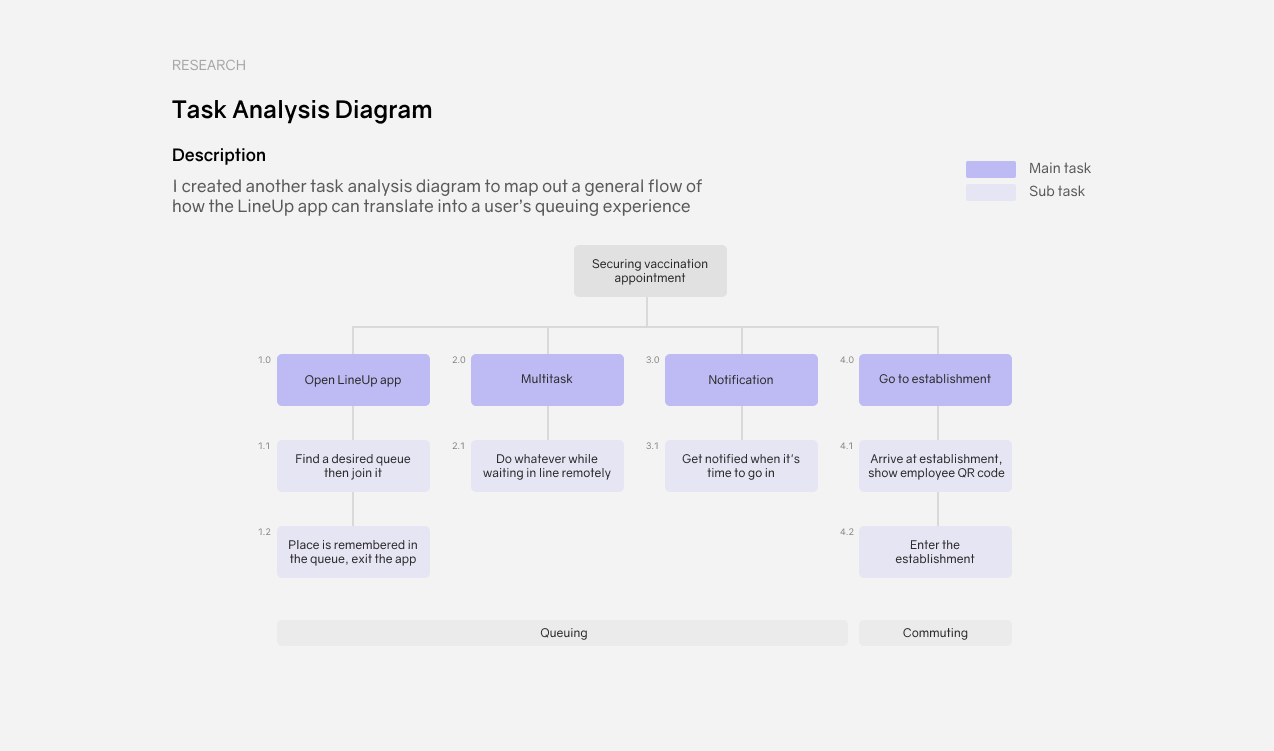 RESEARCH
Task Analysis Diagram
Description
I created another task analysis diagram to map out a general flow of
how the LineUp app can translate into a user's queuing experience
Main task
Sub task
Securing vaccination
appointment
1.0
Open LineUp app
2.0
Multitask
3.0
Notification
4.0
Go to establishment
1.1
Find a desired queue
then join it
2.1
Do whatever while
waiting in line remotely
3.1
Get notified when it's
time to go in
4.1
Arrive at establishment,
show employee QR code
1.2
Place is remembered in
the queue, exit the app
4.2
Enter the
establishment
Queuing
Commuting